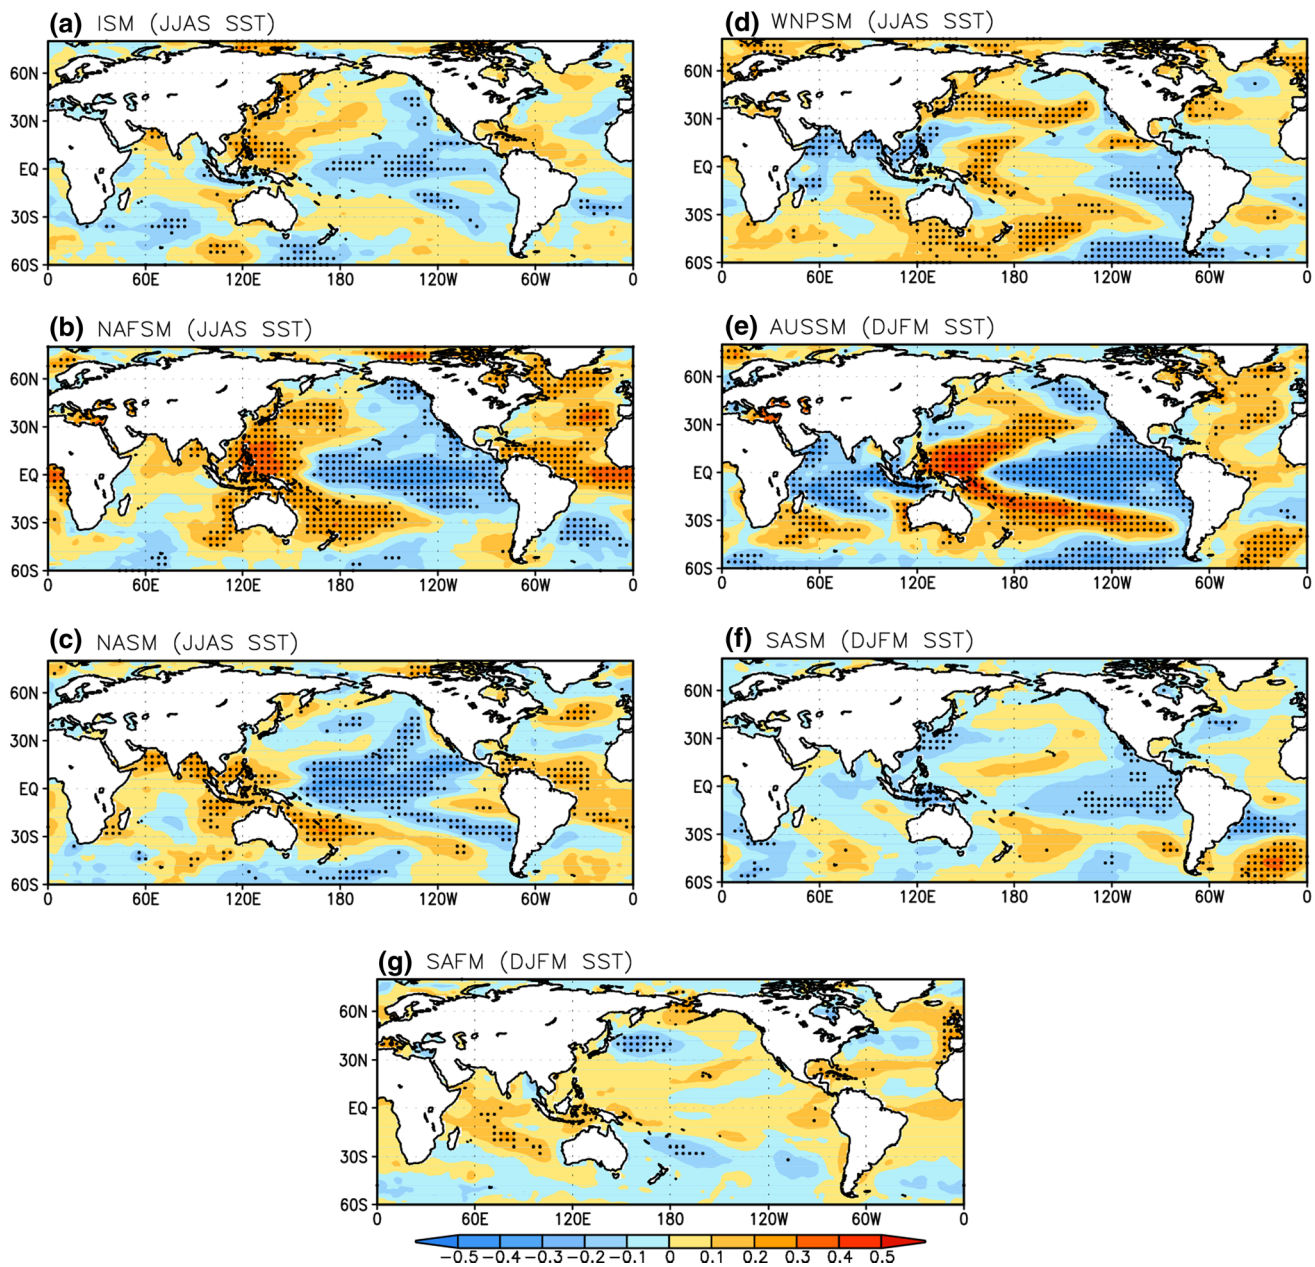 (a) ISM (JJAS SST)
60N
30N
EQ
30S
60S
0 60E 120E 180 120W 60W 0
(b) NAFSM (JJAS SST)
60N
30N
EQ
30S
60S
0 60E 120E 180 120W 60W 0
(c) NASM (JJAS SST)
60N
30N
EQ
30S
60S
0 60E 120E 180 120W 60W 0
(d) WNPSM (JJAS SST)
60N
30N
EQ
30S
60S
0 60E 120E 180 120W 60W 0
(e) AUSSM (DJFM SST)
60N
30N
EQ
30S
60S
0 60E 120E 180 120W 60W 0
(f) SASM (DJFM SST)
60N
30N
EQ
30S
60S
0 60E 120E 180 120W 60W 0
(g) SAFM (DJFM SST)
60N
30N
EQ
30S
60S
0 60E 120E 180 120W 60W 0
-0.5 -0.4 -0.3 -0.2 -0.1 0 0.1 0.2 0.3 0.4 0.5